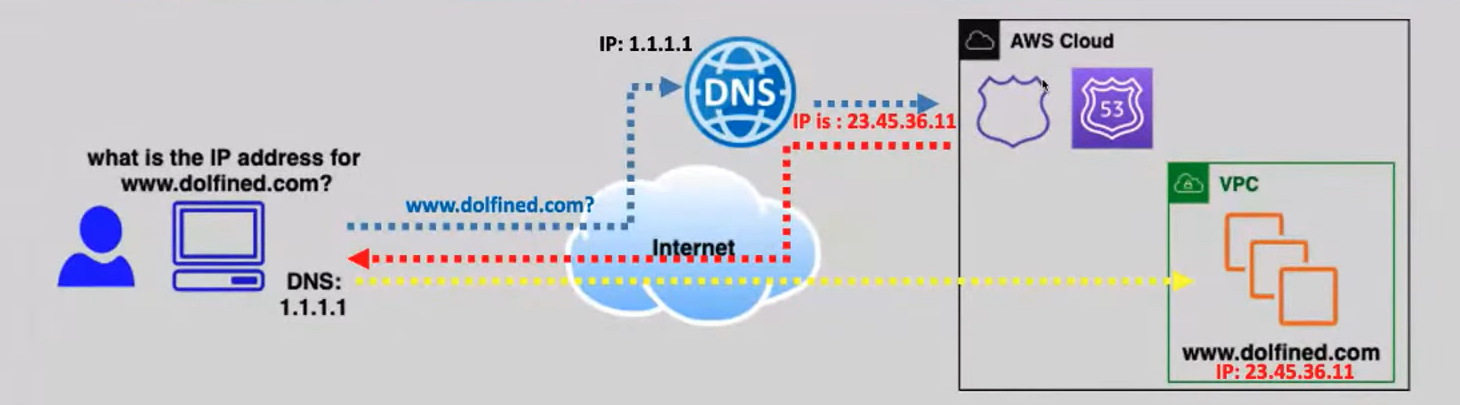 IP: 1.1.1.1
DNS
AWS Cloud
53
IP is : 23.45.36.11
what is the IP address for
www.dolfined.com?
www.dolfined.com?
Internet
DNS:
1.1.1.1
VPC
www.dolfined.com
IP: 23.45.36.11